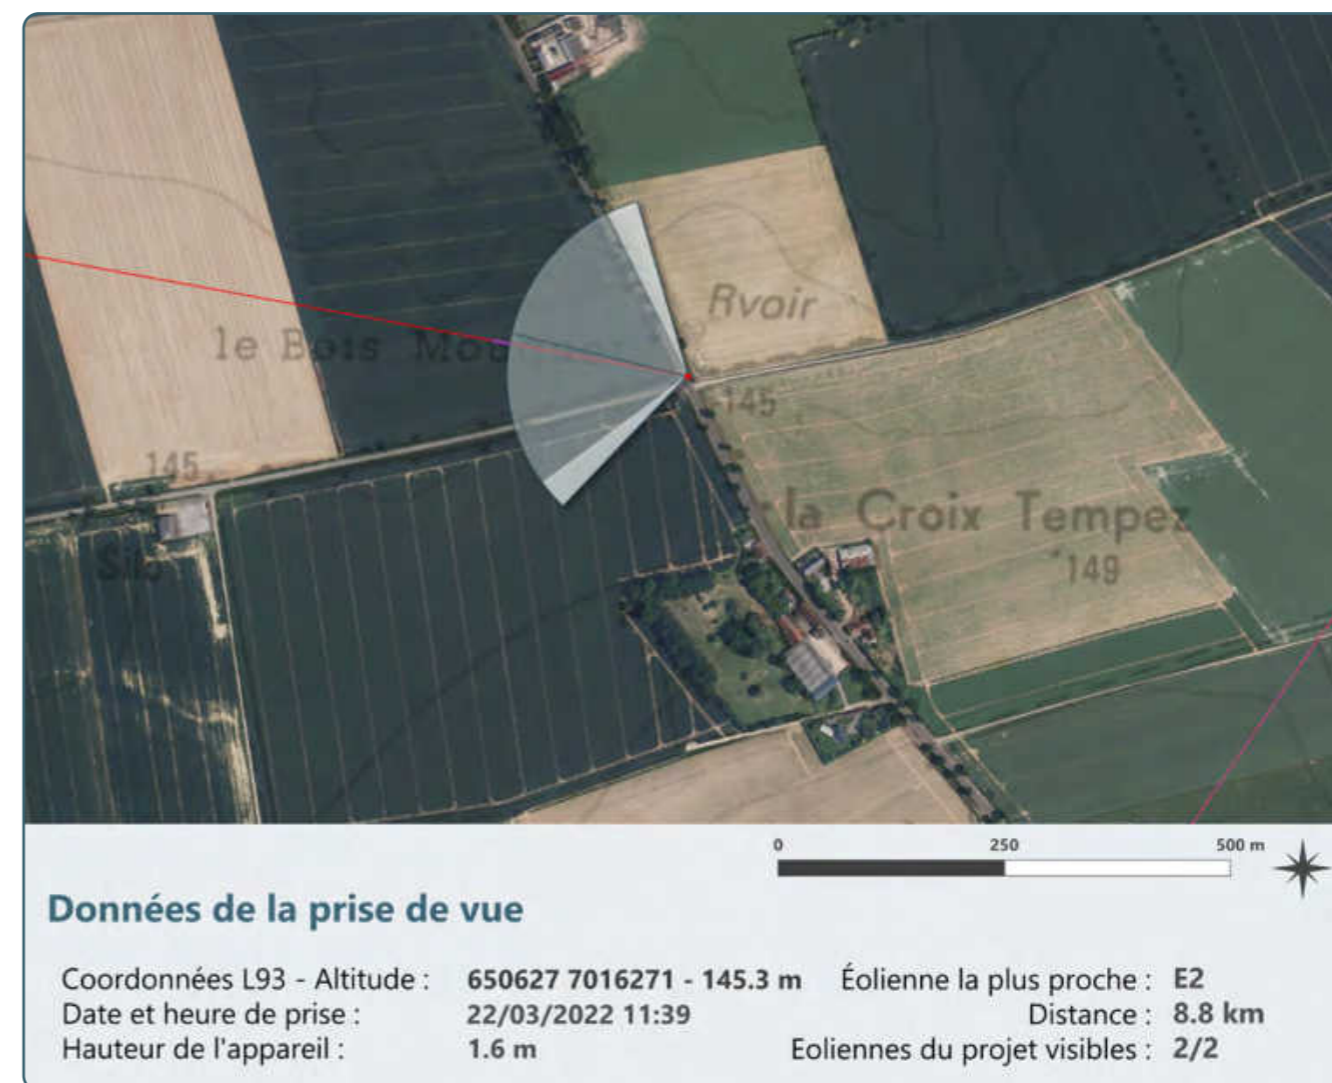 Rvoir
le Bois Mo
145
145
la Croix Tempez
149
Silo
0 250 500 m
Données de la prise de vue
Coordonnées L93 - Altitude : 650627 7016271 - 145.3 m Éolienne la plus proche : E2
Date et heure de prise : 22/03/2022 11:39 Distance : 8.8 km
Hauteur de l'appareil : 1.6 m Eoliennes du projet visibles : 2/2